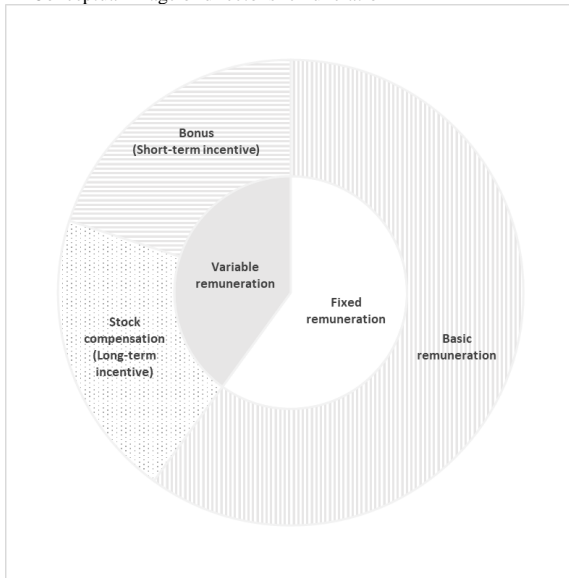 Bonus
(Short-term incentive)
Variable
remuneration
Fixed
remuneration
Stock
compensation
(Long-term
incentive)
Basic
remuneration